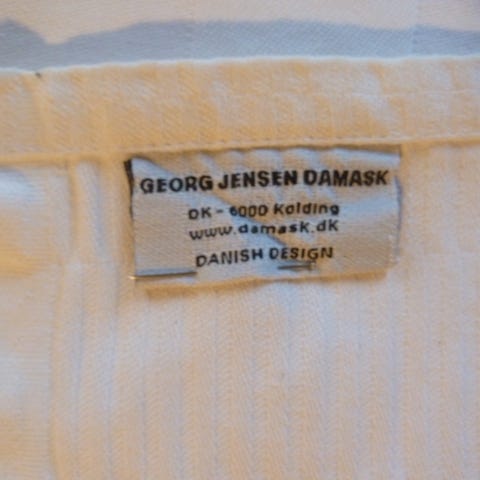 GEORG JENSEN DAMASK
DK - 6000 Kolding
www.damask.dk
DANISH DESIGN